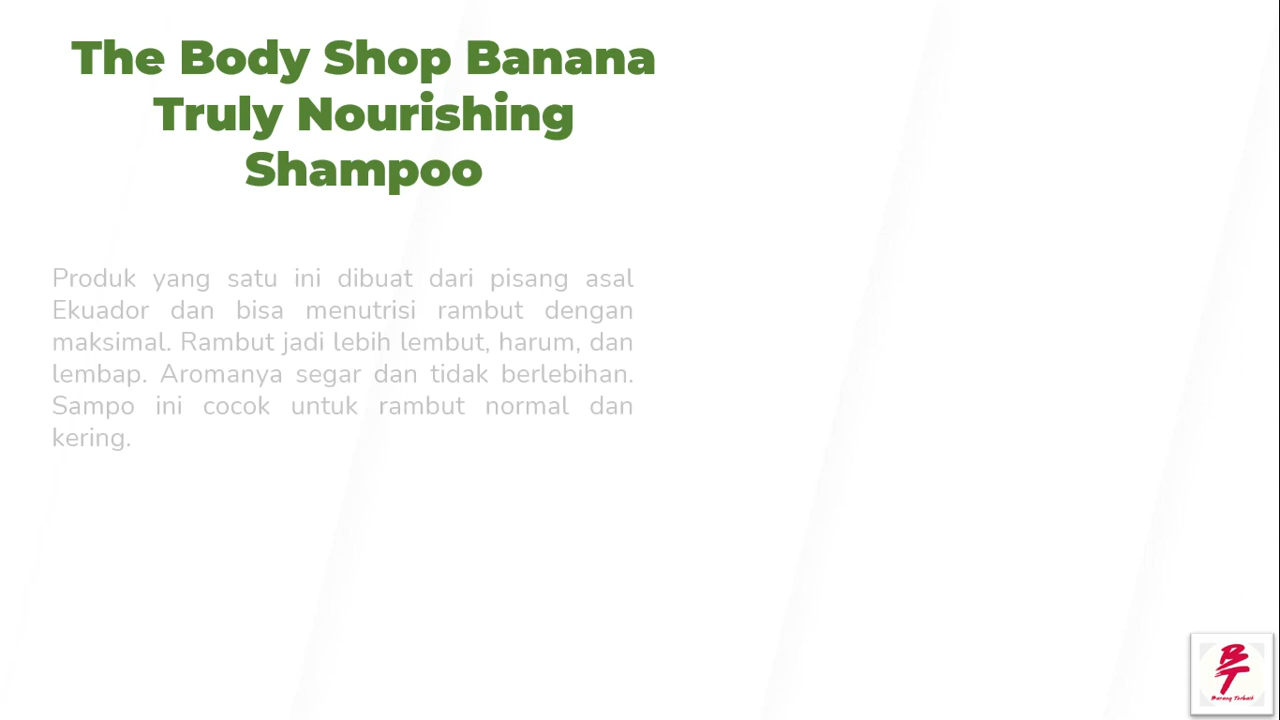 The Body Shop Banana
Truly Nourishing
Shampoo
Produk yang satu ini dibuat dari pisang asal
Ekuador dan bisa menutrisi rambut dengan
maksimal. Rambut jadi lebih lembut, harum, dan
lembap. Aromanya segar dan tidak berlebihan.
Sampo ini cocok untuk rambut normal dan
kering.
BT
Barang Terbaik